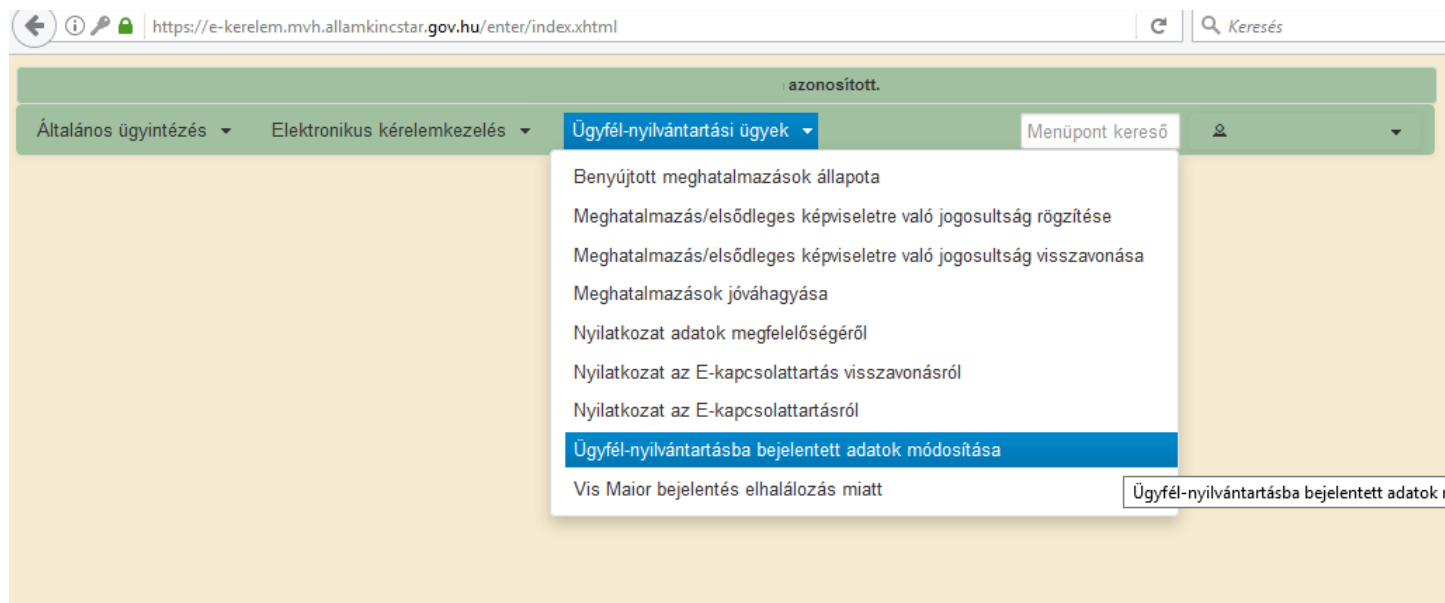 https://e-kerelem.mvh.allamkincstar.gov.hu/enter/index.xhtml
Keresés
azonosított.
Általános ügyintézés
Elektronikus kérelemkezelés
Ügyfél-nyilvántartási ügyek
Menüpont kereső
Benyújtott meghatalmazások állapota
Meghatalmazás/elsődleges képviseletre való jogosultság rögzítése
Meghatalmazás/elsődleges képviseletre való jogosultság visszavonása
Meghatalmazások jóváhagyása
Nyilatkozat adatok megfelelőségéről
Nyilatkozat az E-kapcsolattartás visszavonásról
Nyilatkozat az E-kapcsolattartásról
Ügyfél-nyilvántartásba bejelentett adatok módosítása
Vis Maior bejelentés elhalálozás miatt
Ügyfél-nyilvántartásba bejelentett adatok